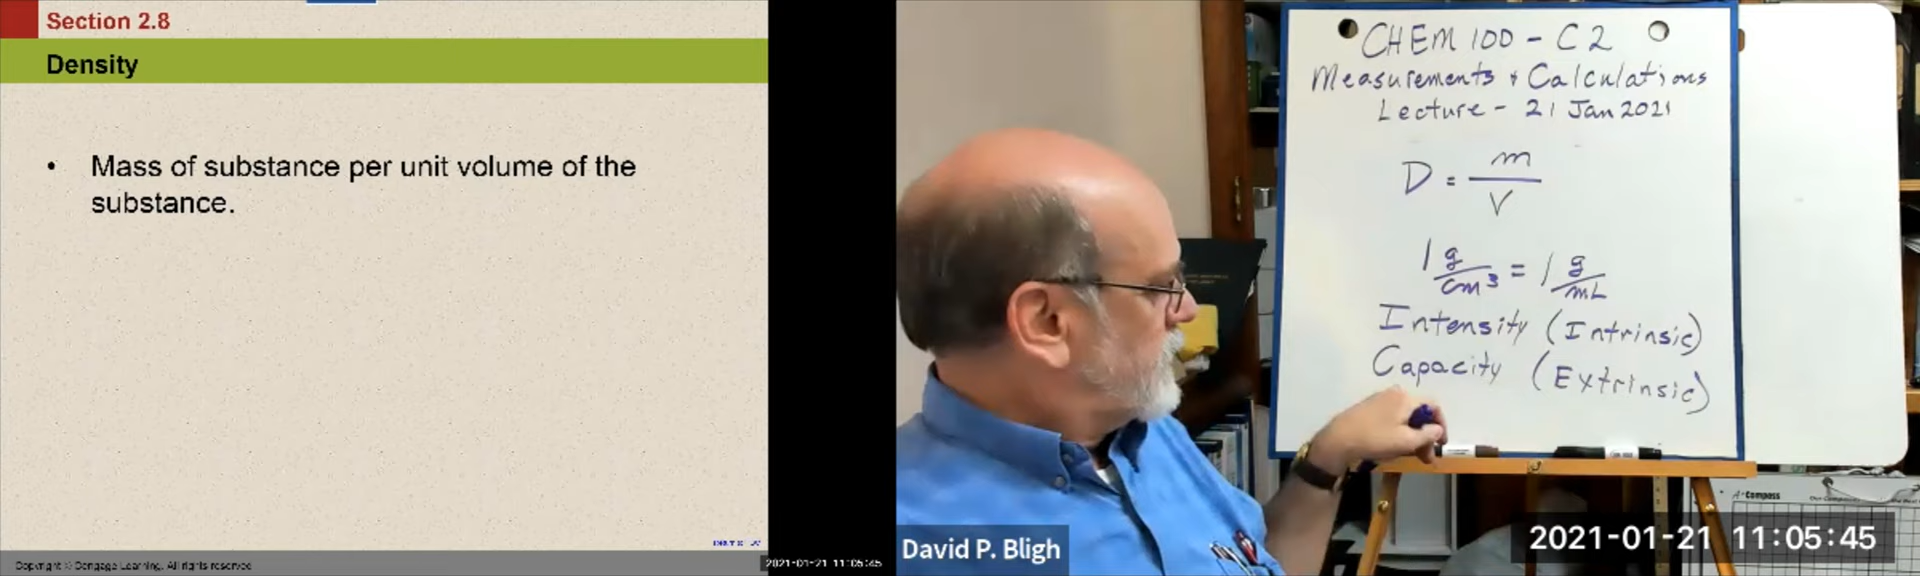 Section 2.8
Density
• Mass of substance per unit volume of the
substance.
Copyright © Cengage Learning. All rights reserved
2021-01-21 11:05:45
CHEM 100 - C2
Measurements & Calculations
Lecture - 21 Jan 2021
D = m / V
1 g/cm³ = 1 g/mL
Intensity (Intrinsic)
Capacity (Extrinsic)
Compass
David P. Bligh
2021-01-21 11:05:45